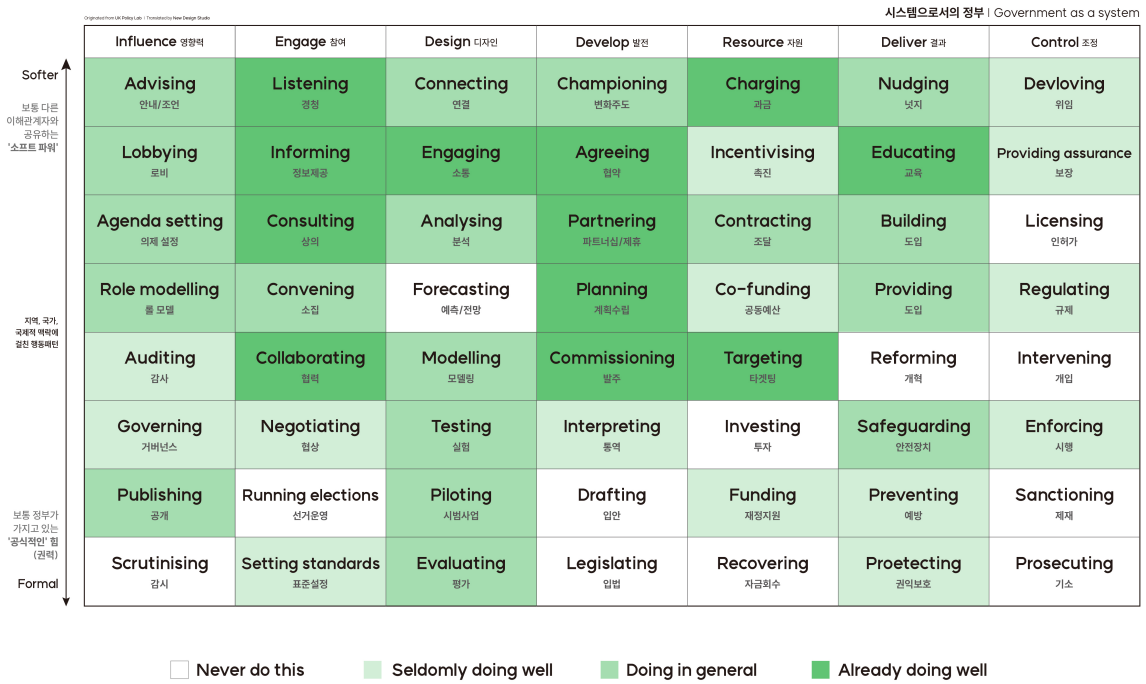 시스템으로서의 정부 | Government as a system
Originated from UK Policy Lab | Translated by New Design Studio
Influence 영향력
Engage 참여
Design 디자인
Develop 발전
Resource 자원
Deliver 결과
Control 조정
Softer
보통 다른
이해관계자와
공유하는
'소프트 파워'
지역, 국가,
국제적 맥락에
걸친 행동패턴
보통 정부가
가지고 있는
'공식적인' 힘
(권력)
Formal
Advising
안내/조언
Listening
경청
Connecting
연결
Championing
변화주도
Charging
과금
Nudging
넛지
Devloving
위임
Lobbying
로비
Informing
정보제공
Engaging
소통
Agreeing
협약
Incentivising
촉진
Educating
교육
Providing assurance
보장
Agenda setting
의제 설정
Consulting
상의
Analysing
분석
Partnering
파트너십/제휴
Contracting
조달
Building
도입
Licensing
인허가
Role modelling
롤 모델
Convening
소집
Forecasting
예측/전망
Planning
계획수립
Co-funding
공동예산
Providing
도입
Regulating
규제
Auditing
감사
Collaborating
협력
Modelling
모델링
Commissioning
발주
Targeting
타겟팅
Reforming
개혁
Intervening
개입
Governing
거버넌스
Negotiating
협상
Testing
실험
Interpreting
통역
Investing
투자
Safeguarding
안전장치
Enforcing
시행
Publishing
공개
Running elections
선거운영
Piloting
시범사업
Drafting
입안
Funding
재정지원
Preventing
예방
Sanctioning
제재
Scrutinising
감시
Setting standards
표준설정
Evaluating
평가
Legislating
입법
Recovering
자금회수
Proetecting
권익보호
Prosecuting
기소
Never do this
Seldomly doing well
Doing in general
Already doing well